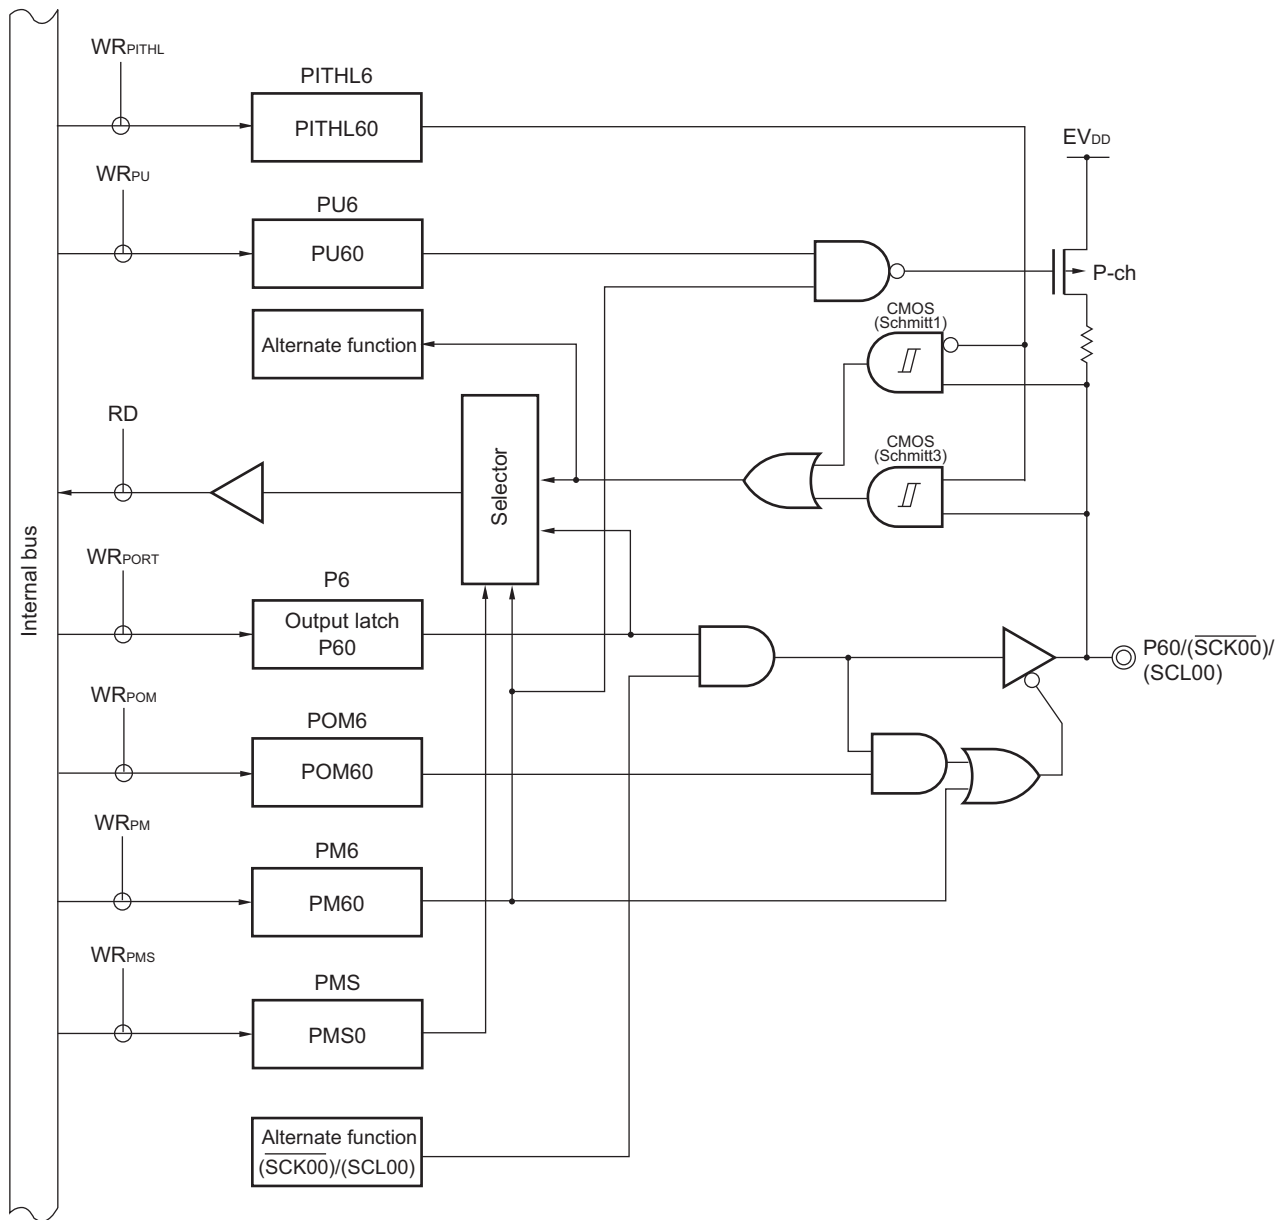 WRPITHL
PITHL6
PITHL60
EVDD
WRPU
PU6
PU60
P-ch
CMOS
(Schmitt1)
Alternate function
RD
Selector
CMOS
(Schmitt3)
Internal bus
WRPORT
P6
Output latch
P60
P60/(SCK00)/
(SCL00)
WRPOM
POM6
POM60
WRPM
PM6
PM60
WRPMS
PMS
PMS0
Alternate function
(SCK00)/(SCL00)